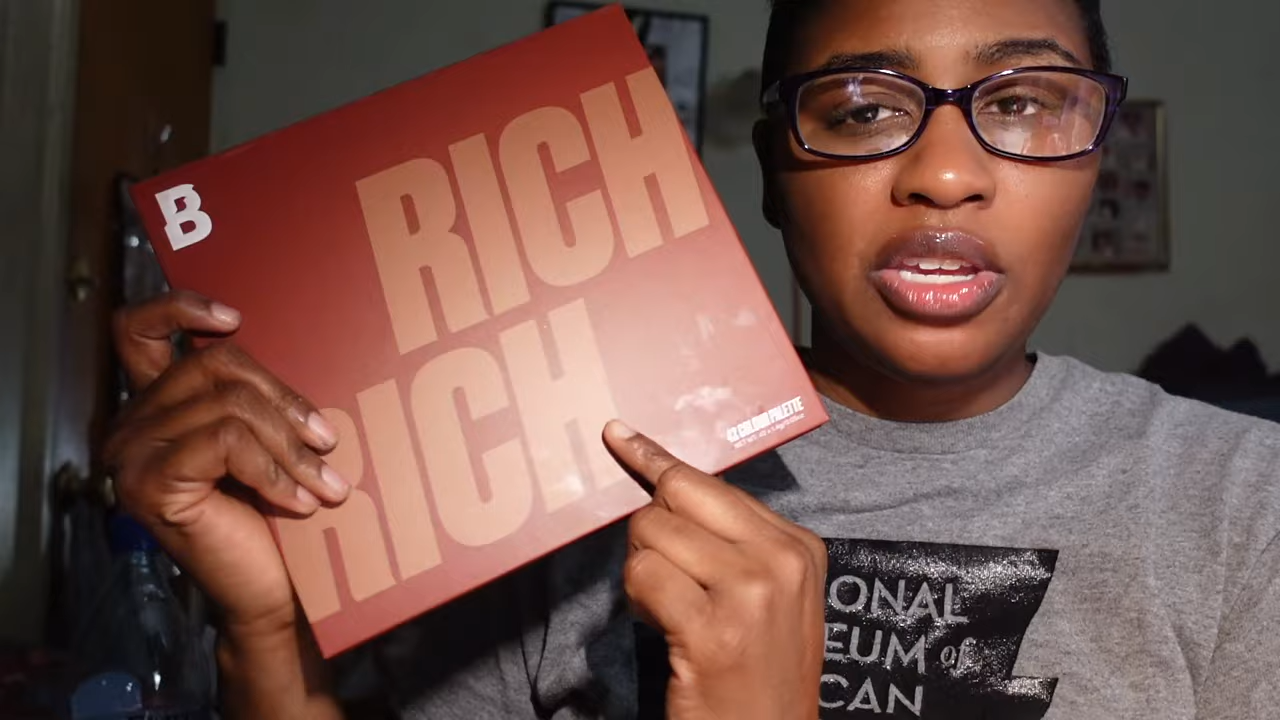 B
RICH
RICH
42 COLOUR PALETTE
ONAL
EUM of
CAN